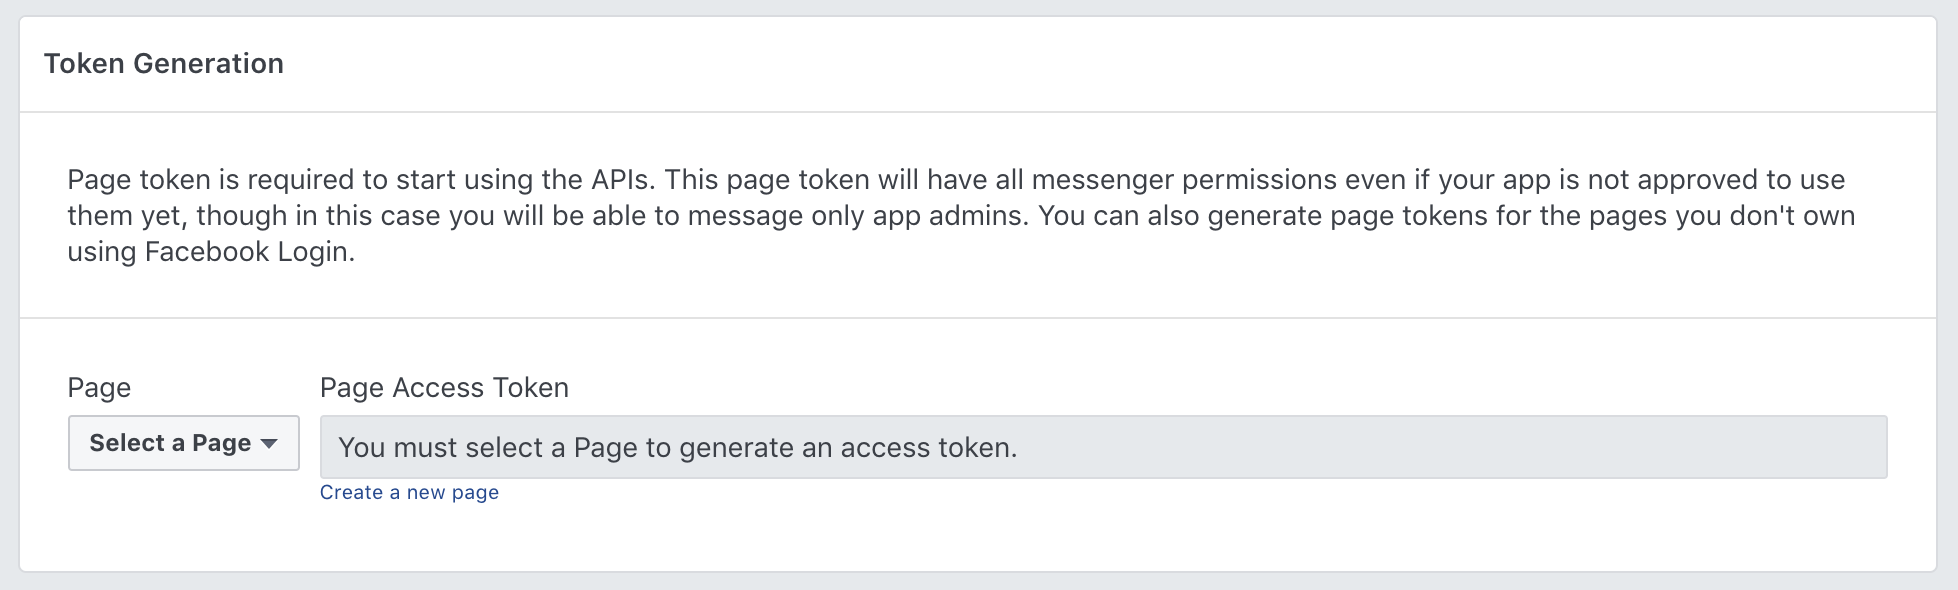 Token Generation
Page token is required to start using the APIs. This page token will have all messenger permissions even if your app is not approved to use
them yet, though in this case you will be able to message only app admins. You can also generate page tokens for the pages you don't own
using Facebook Login.
Page
Select a Page
Page Access Token
You must select a Page to generate an access token.
Create a new page